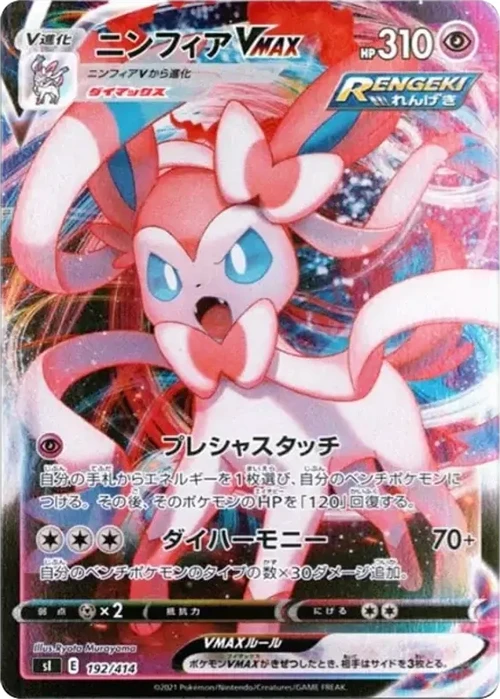 V進化
ニンフィアVMAX
HP310
ニンフィアVから進化
ダイマックス
RENGEKI
れんげき
プレシャスタッチ
自分の手札からエネルギーを1枚選び、自分のベンチポケモンに
つける。その後、そのポケモンのHPを「120」回復する。
ダイハーモニー 70+
自分のベンチポケモンのタイプの数×30ダメージ追加。
弱点 ×2 抵抗力 にげる
Illus. Ryota Murayama
VMAXルール
sI E 192/414
ポケモンVMAXがきぜつしたとき、相手はサイドを3枚とる。
©2021 Pokémon/Nintendo/Creatures/GAME FREAK.